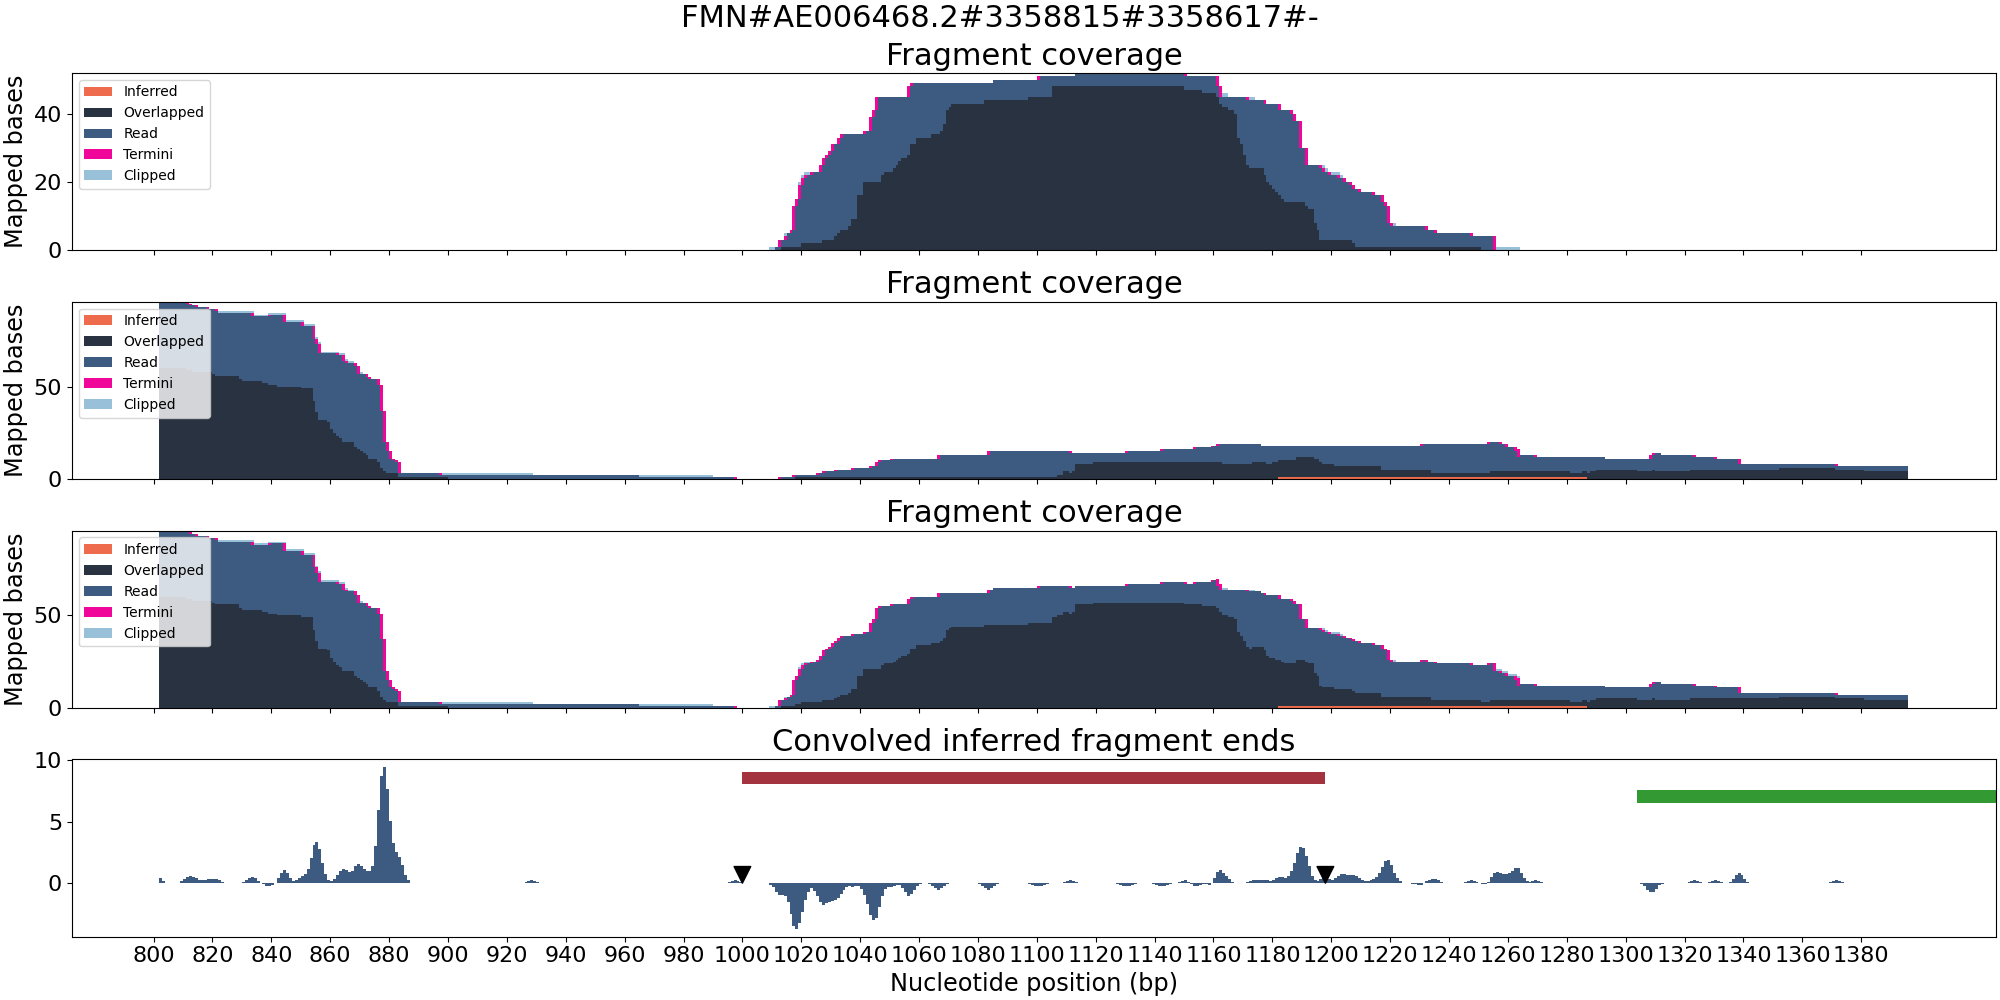 FMN#AE006468.2#3358815#3358617#-
Fragment coverage
Mapped bases
40
20
0
Inferred
Overlapped
Read
Termini
Clipped
Fragment coverage
Mapped bases
50
0
Inferred
Overlapped
Read
Termini
Clipped
Fragment coverage
Mapped bases
50
0
Inferred
Overlapped
Read
Termini
Clipped
Convolved inferred fragment ends
10
5
0
800 820 840 860 880 900 920 940 960 980 1000 1020 1040 1060 1080 1100 1120 1140 1160 1180 1200 1220 1240 1260 1280 1300 1320 1340 1360 1380
Nucleotide position (bp)